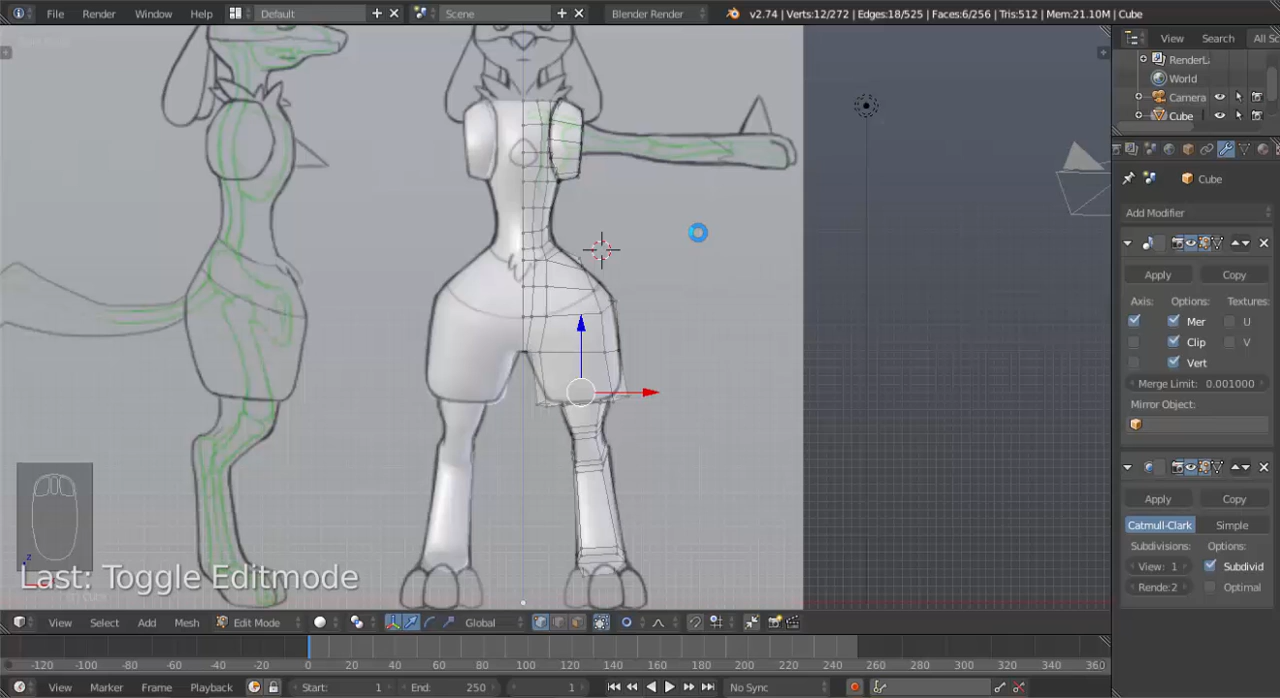 File Render Window Help Default Scene Blender Render v2.74 | Verts:12/272 | Edges:18/525 | Faces:6/256 | Tris:512 | Mem:21.10M | Cube
View Search All Sc
RenderL
World
Camera
Cube
Cube
Add Modifier
Apply Copy
Axis: Options: Textures:
Mer U
Clip V
Vert
Merge Limit: 0.001000
Mirror Object:
Apply Copy
Catmull-Clark Simple
Subdivisions: Options:
View: 1 Subdivid
Rende:2 Optimal
Last: Toggle Editmode
View Select Add Mesh Edit Mode Global
-120 -100 -80 -60 -40 -20 0 20 40 60 80 100 120 140 160 180 200 220 240 260 280 300 320 340 360
View Marker Frame Playback Start: 1 End: 250 1 No Sync